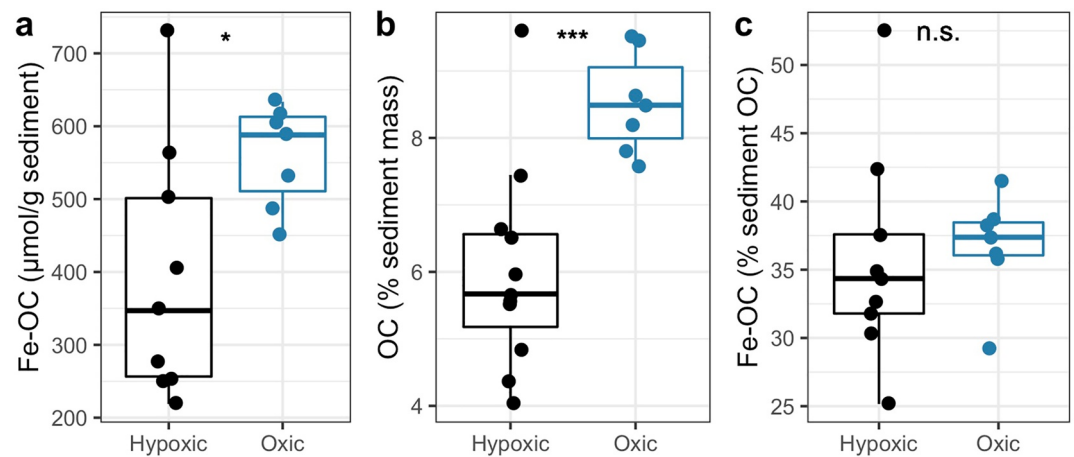 a
Fe-OC (μmol/g sediment)
700
600
500
400
300
200
*
Hypoxic
Oxic
b
OC (% sediment mass)
8
6
4
***
Hypoxic
Oxic
c
Fe-OC (% sediment OC)
50
45
40
35
30
25
n.s.
Hypoxic
Oxic